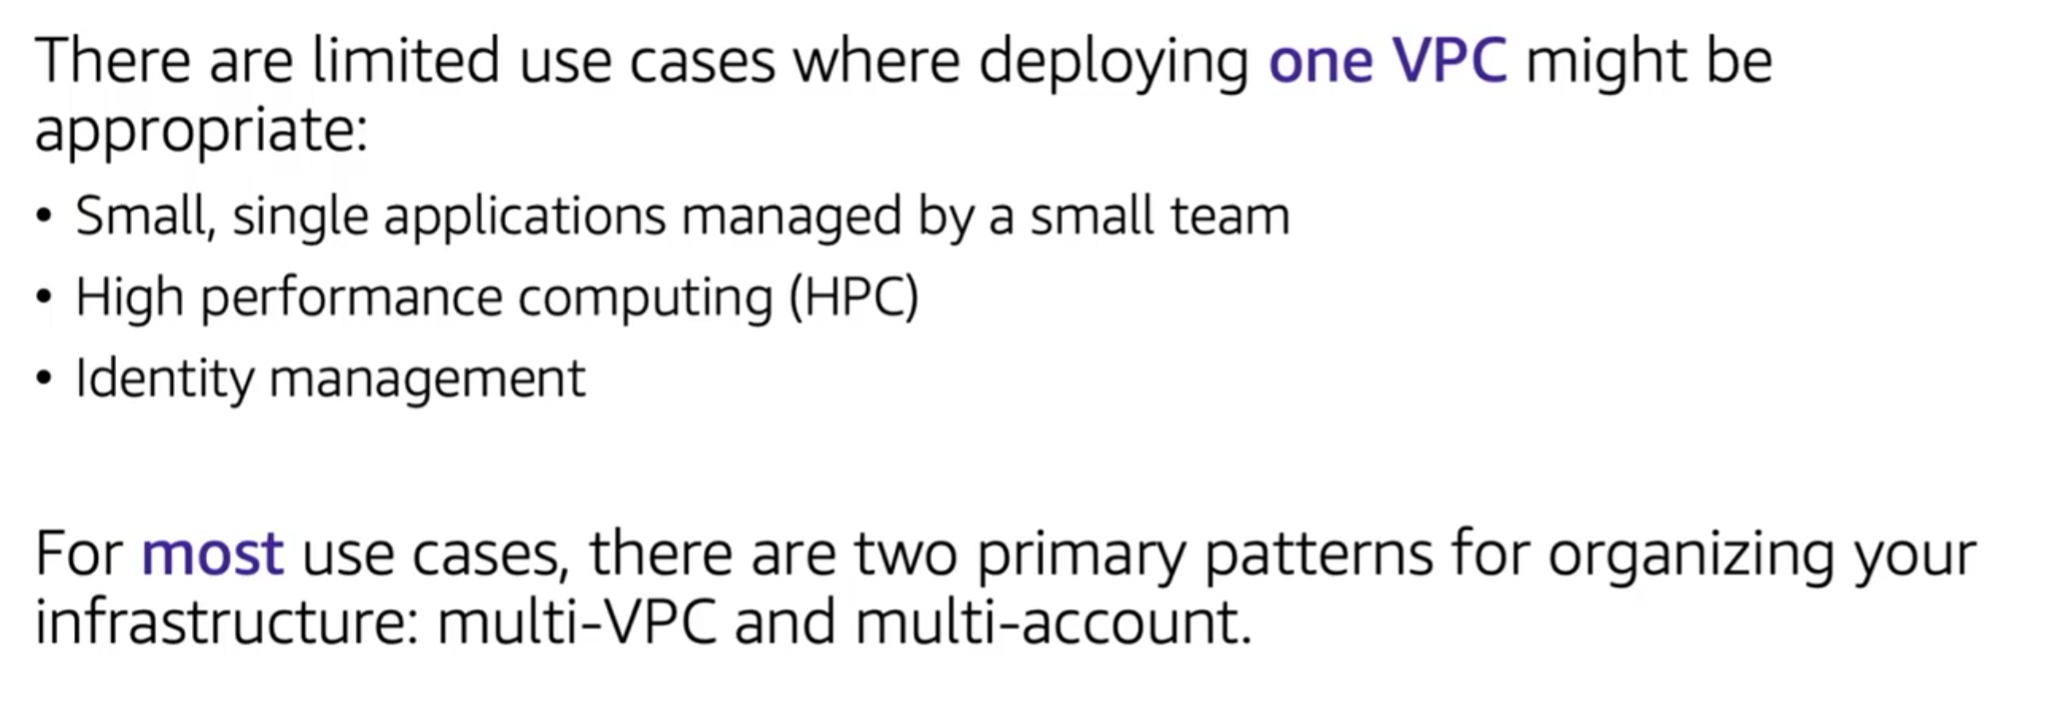 There are limited use cases where deploying one VPC might be
appropriate:
• Small, single applications managed by a small team
• High performance computing (HPC)
• Identity management
For most use cases, there are two primary patterns for organizing your
infrastructure: multi-VPC and multi-account.